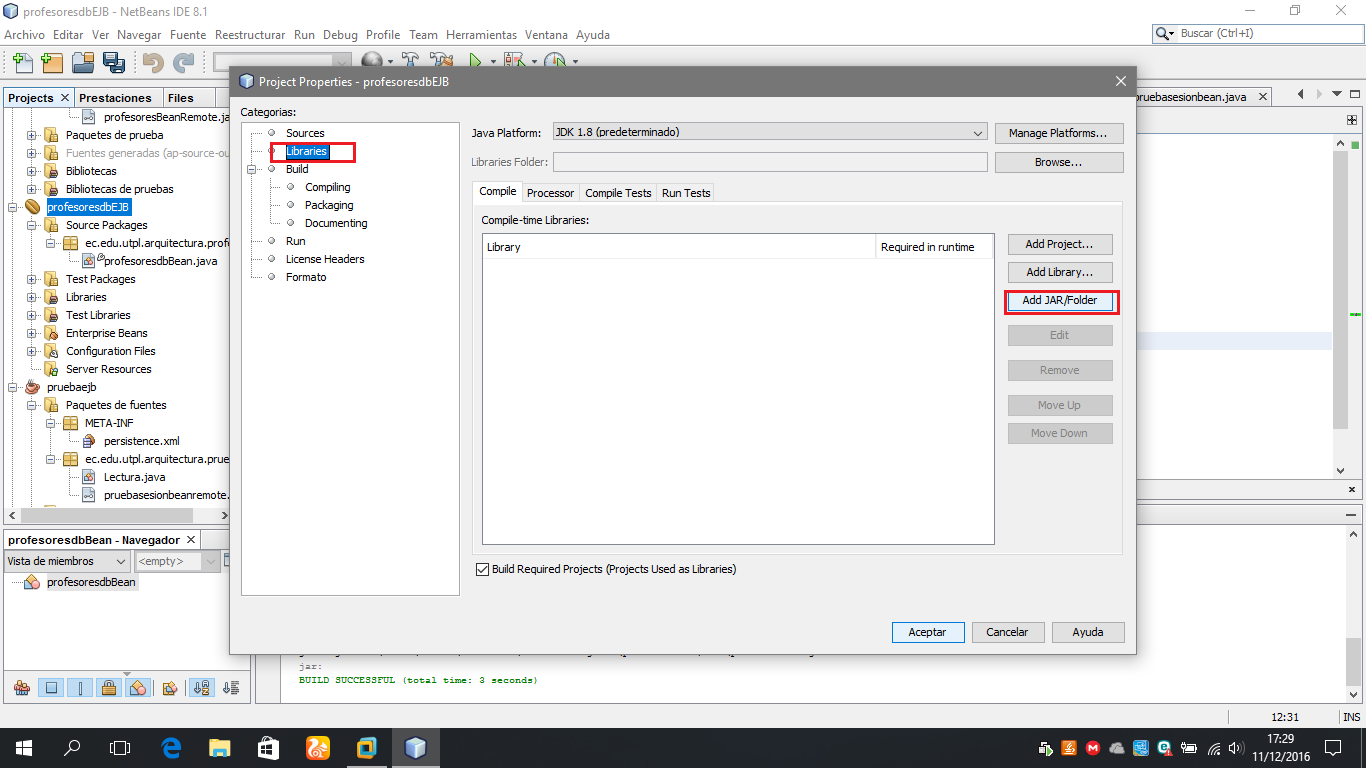 profesoresdbEJB - NetBeans IDE 8.1
Archivo Editar Ver Navegar Fuente Reestructurar Run Debug Profile Team Herramientas Ventana Ayuda
Buscar (Ctrl+I)
Projects Prestaciones Files
profesoresBeanRemote.ja
Paquetes de prueba
Fuentes generadas (ap-source-ou
Bibliotecas
Bibliotecas de pruebas
profesoresdbEJB
Source Packages
ec.edu.utpl.arquitectura.prof
profesoresdbBean.java
Test Packages
Libraries
Test Libraries
Enterprise Beans
Configuration Files
Server Resources
pruebaejb
Paquetes de fuentes
META-INF
persistence.xml
ec.edu.utpl.arquitectura.prue
Lectura.java
pruebasesionbeanremote.
profesoresdbBean - Navegador
Vista de miembros
<empty>
profesoresdbBean
Project Properties - profesoresdbEJB
Categorias:
Sources
Libraries
Build
Compiling
Packaging
Documenting
Run
License Headers
Formato
Java Platform: JDK 1.8 (predeterminado) Manage Platforms...
Libraries Folder: Browse...
Compile Processor Compile Tests Run Tests
Compile-time Libraries:
Library Required in runtime
Add Project...
Add Library...
Add JAR/Folder
Edit
Remove
Move Up
Move Down
Build Required Projects (Projects Used as Libraries)
Aceptar Cancelar Ayuda
pruebasesionbean.java
jar:
BUILD SUCCESSFUL (total time: 3 seconds)
12:31 INS
17:29
11/12/2016